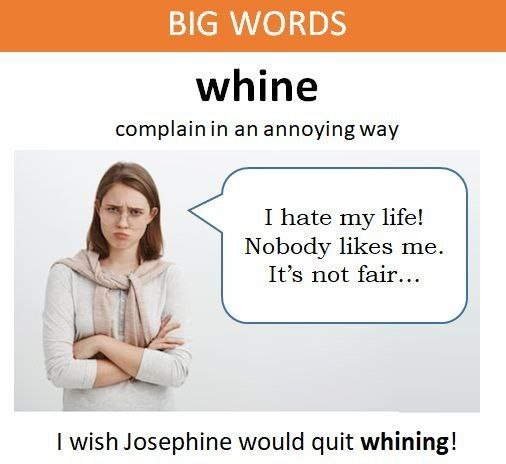 BIG WORDS
whine
complain in an annoying way
I hate my life!
Nobody likes me.
It's not fair...
I wish Josephine would quit whining!